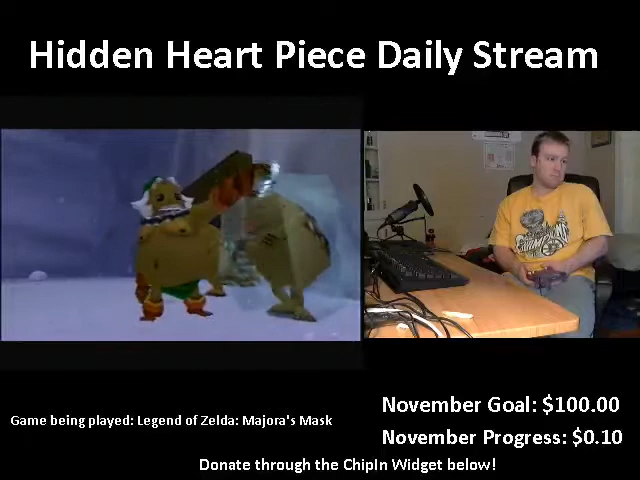 Hidden Heart Piece Daily Stream
Game being played: Legend of Zelda: Majora's Mask
November Goal: $100.00
November Progress: $0.10
Donate through the ChipIn Widget below!